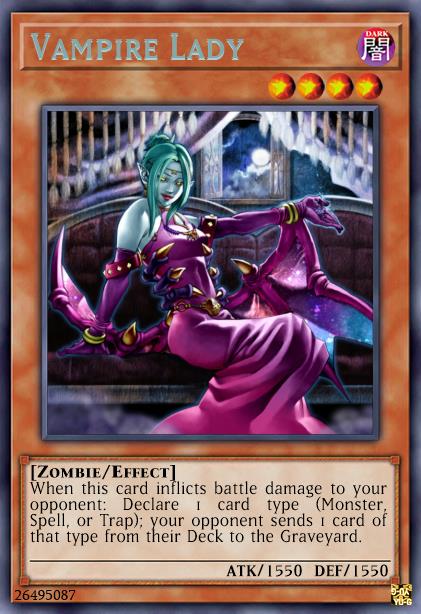 Vampire Lady
DARK
闇
[Zombie/Effect]
When this card inflicts battle damage to your
opponent: Declare 1 card type (Monster,
Spell, or Trap); your opponent sends 1 card of
that type from their Deck to the Graveyard.
ATK/1550 DEF/1550
26495087